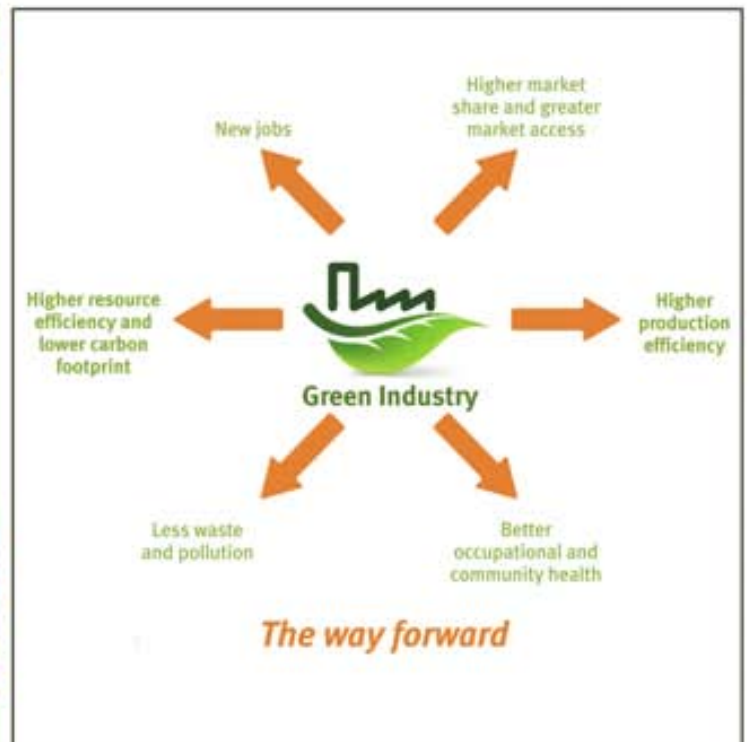 Higher market
share and greater
market access
New jobs
Higher resource
efficiency and
lower carbon
footprint
Higher
production
efficiency
Green Industry
Less waste
and pollution
Better
occupational and
community health
The way forward